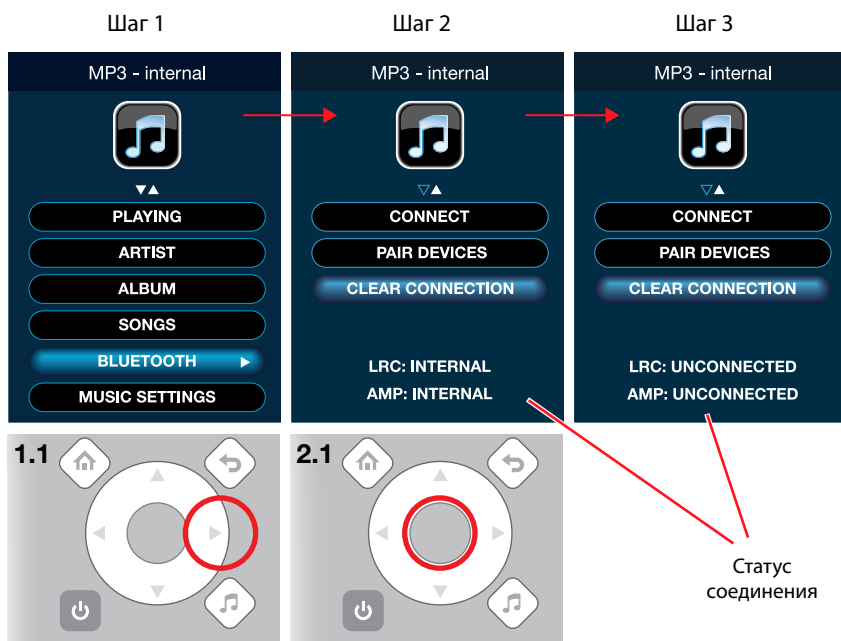 Шаг 1
Шаг 2
Шаг 3
MP3 - internal
MP3 - internal
MP3 - internal
PLAYING
ARTIST
ALBUM
SONGS
BLUETOOTH
MUSIC SETTINGS
CONNECT
PAIR DEVICES
CLEAR CONNECTION
LRC: INTERNAL
AMP: INTERNAL
CONNECT
PAIR DEVICES
CLEAR CONNECTION
LRC: UNCONNECTED
AMP: UNCONNECTED
1.1
2.1
Статус
соединения